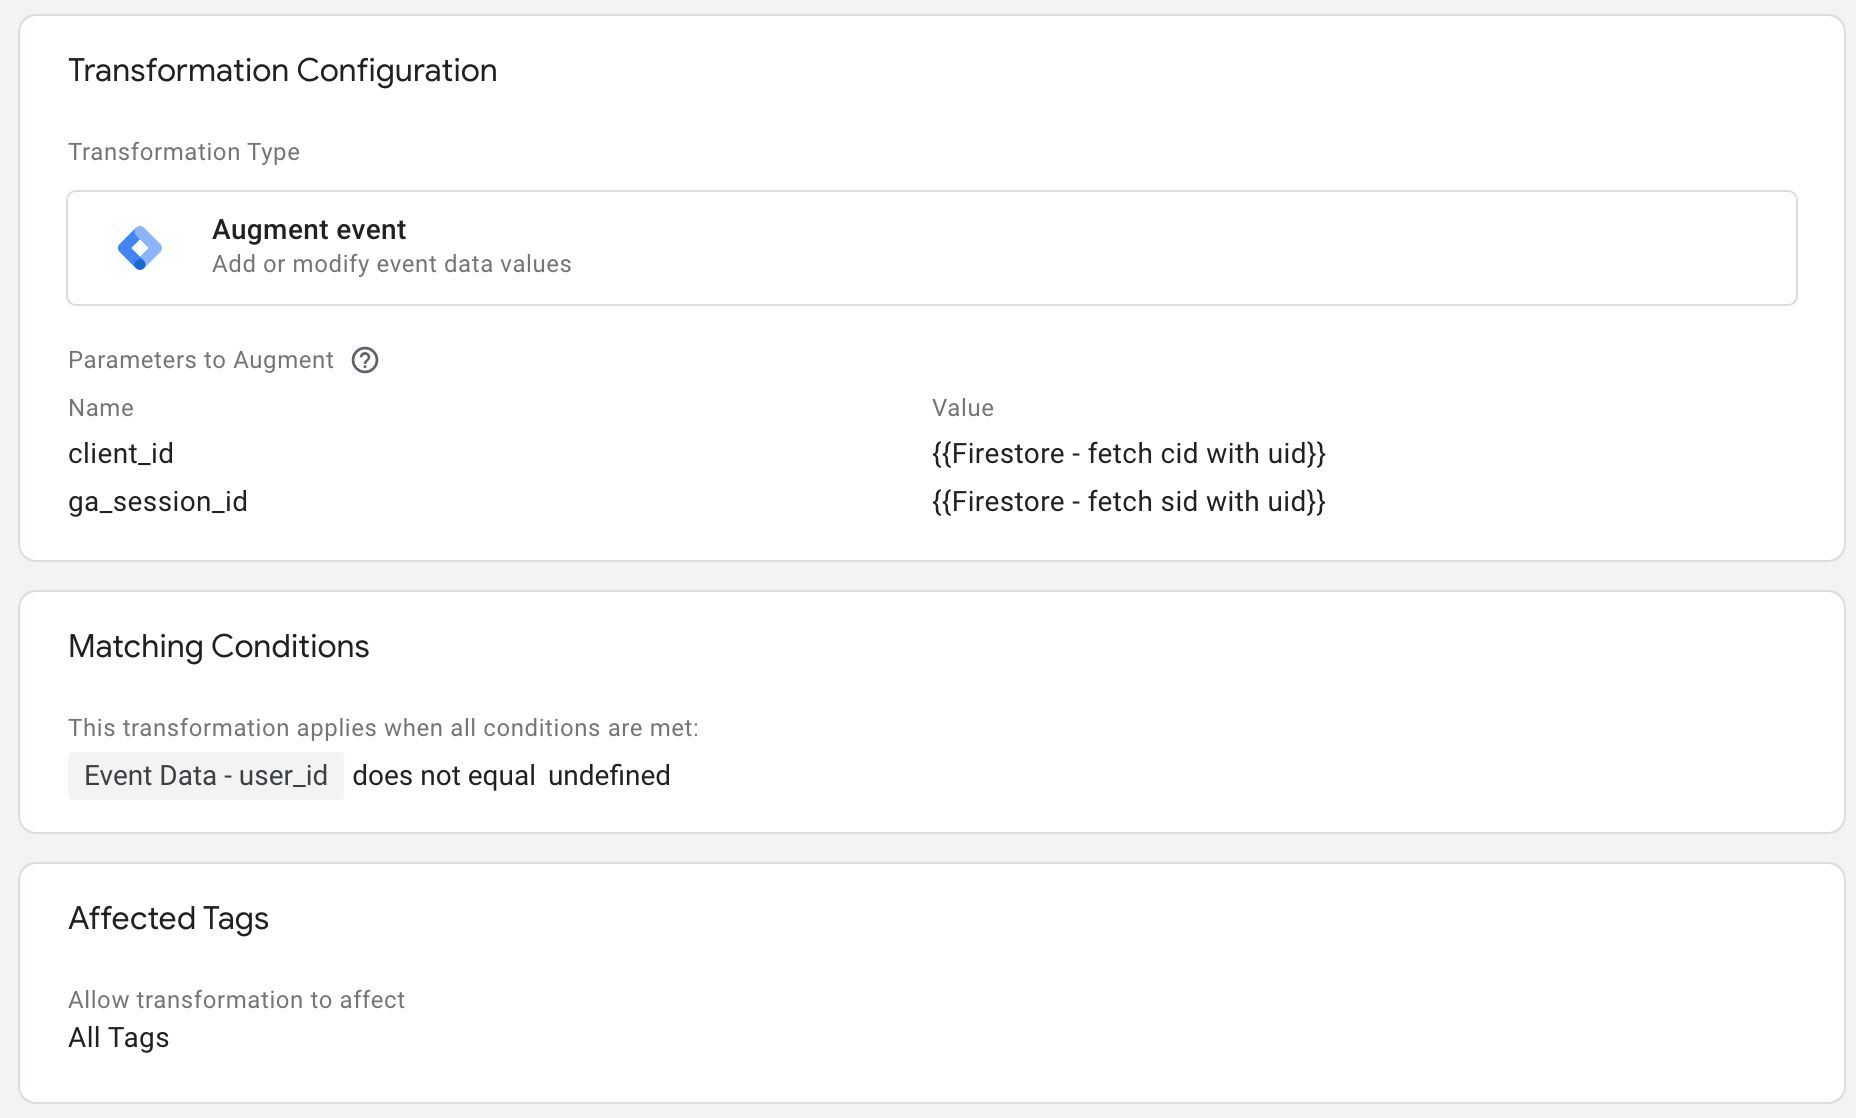 Transformation Configuration
Transformation Type
Augment event
Add or modify event data values
Parameters to Augment ?
Name Value
client_id {{Firestore - fetch cid with uid}}
ga_session_id {{Firestore - fetch sid with uid}}
Matching Conditions
This transformation applies when all conditions are met:
Event Data - user_id does not equal undefined
Affected Tags
Allow transformation to affect
All Tags